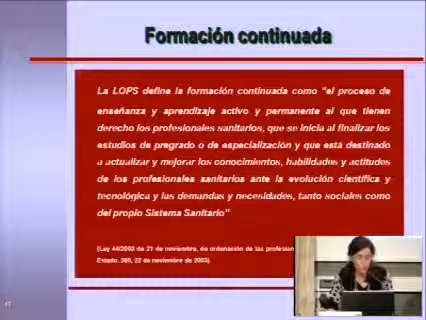 Formación continuada
La LOPS define la formación continuada como "el proceso de
enseñanza y aprendizaje activo y permanente al que tienen
derecho los profesionales sanitarios, que se inicia al finalizar los
estudios de pregrado o de especialización y que está destinado
a actualizar y mejorar los conocimientos, habilidades y actitudes
de los profesionales sanitarios ante la evolución científica y
tecnológica y las demandas y necesidades, tanto sociales como
del propio Sistema Sanitario"
(Ley 44/2003 de 21 de noviembre, de ordenación de las
Estado. 280, 22 de noviembre de 2003).